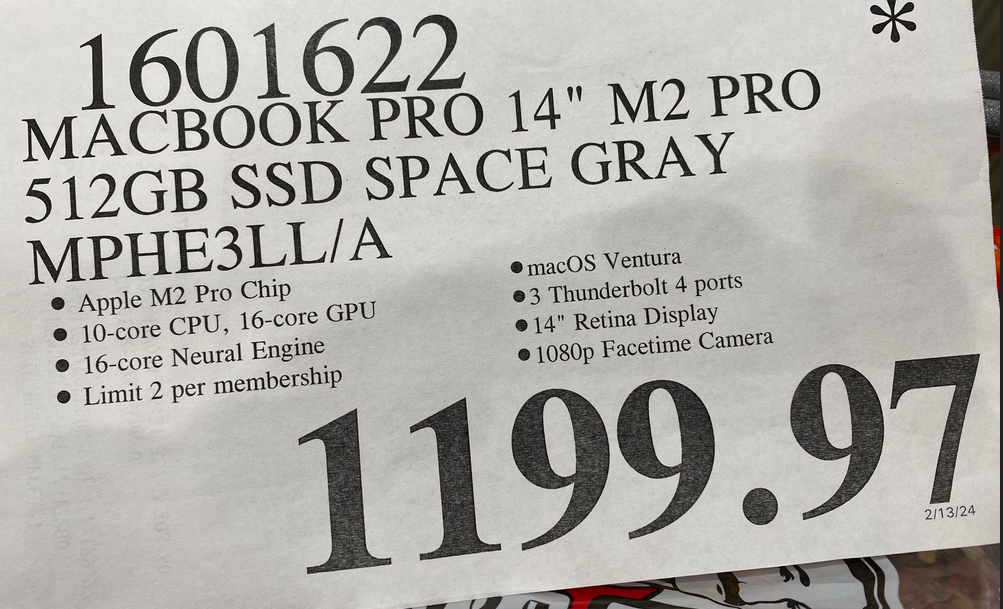 *
1601622
MACBOOK PRO 14" M2 PRO
512GB SSD SPACE GRAY
MPHE3LL/A
● Apple M2 Pro Chip
● 10-core CPU, 16-core GPU
● 16-core Neural Engine
● Limit 2 per membership
● macOS Ventura
● 3 Thunderbolt 4 ports
● 14" Retina Display
● 1080p Facetime Camera
1199.97
2/13/24